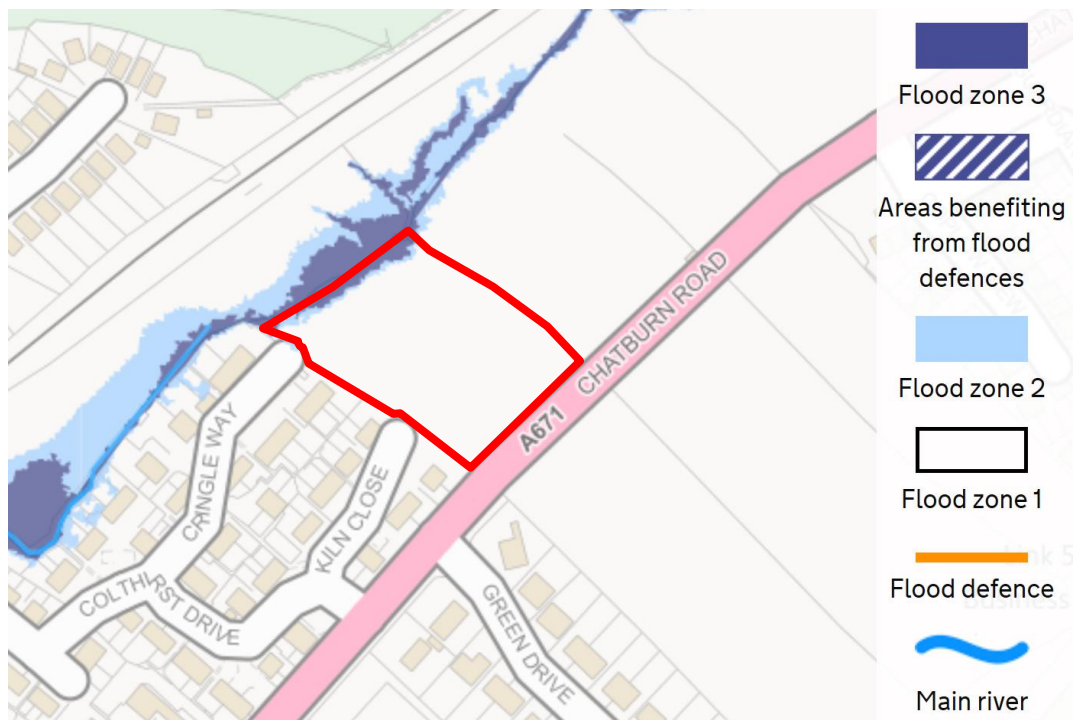 Flood zone 3
Areas benefiting
from flood
defences
Flood zone 2
Flood zone 1
Flood defence
Main river
CHATBURN ROAD
A671
CRINGLE WAY
KILN CLOSE
COLTHIRST DRIVE
GREEN DRIVE